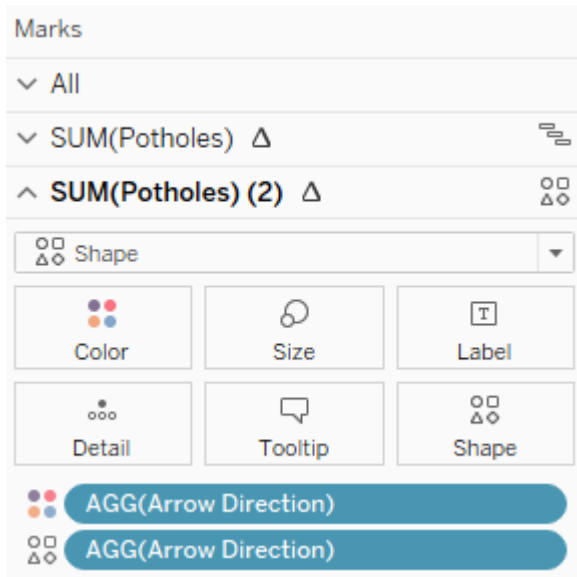 Marks
All
SUM(Potholes) Δ
SUM(Potholes) (2) Δ
Shape
Color Size Label
Detail Tooltip Shape
AGG(Arrow Direction)
AGG(Arrow Direction)